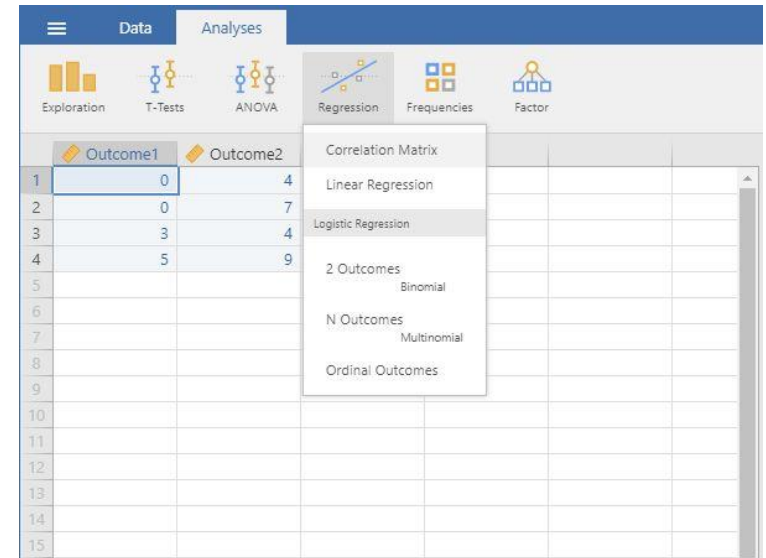 Data Analyses
Exploration T-Tests ANOVA Regression Frequencies Factor
Outcome1 Outcome2
Correlation Matrix
Linear Regression
Logistic Regression
2 Outcomes
Binomial
N Outcomes
Multinomial
Ordinal Outcomes
1 0 4
2 0 7
3 3 4
4 5 9
5
6
7
8
9
10
11
12
13
14
15